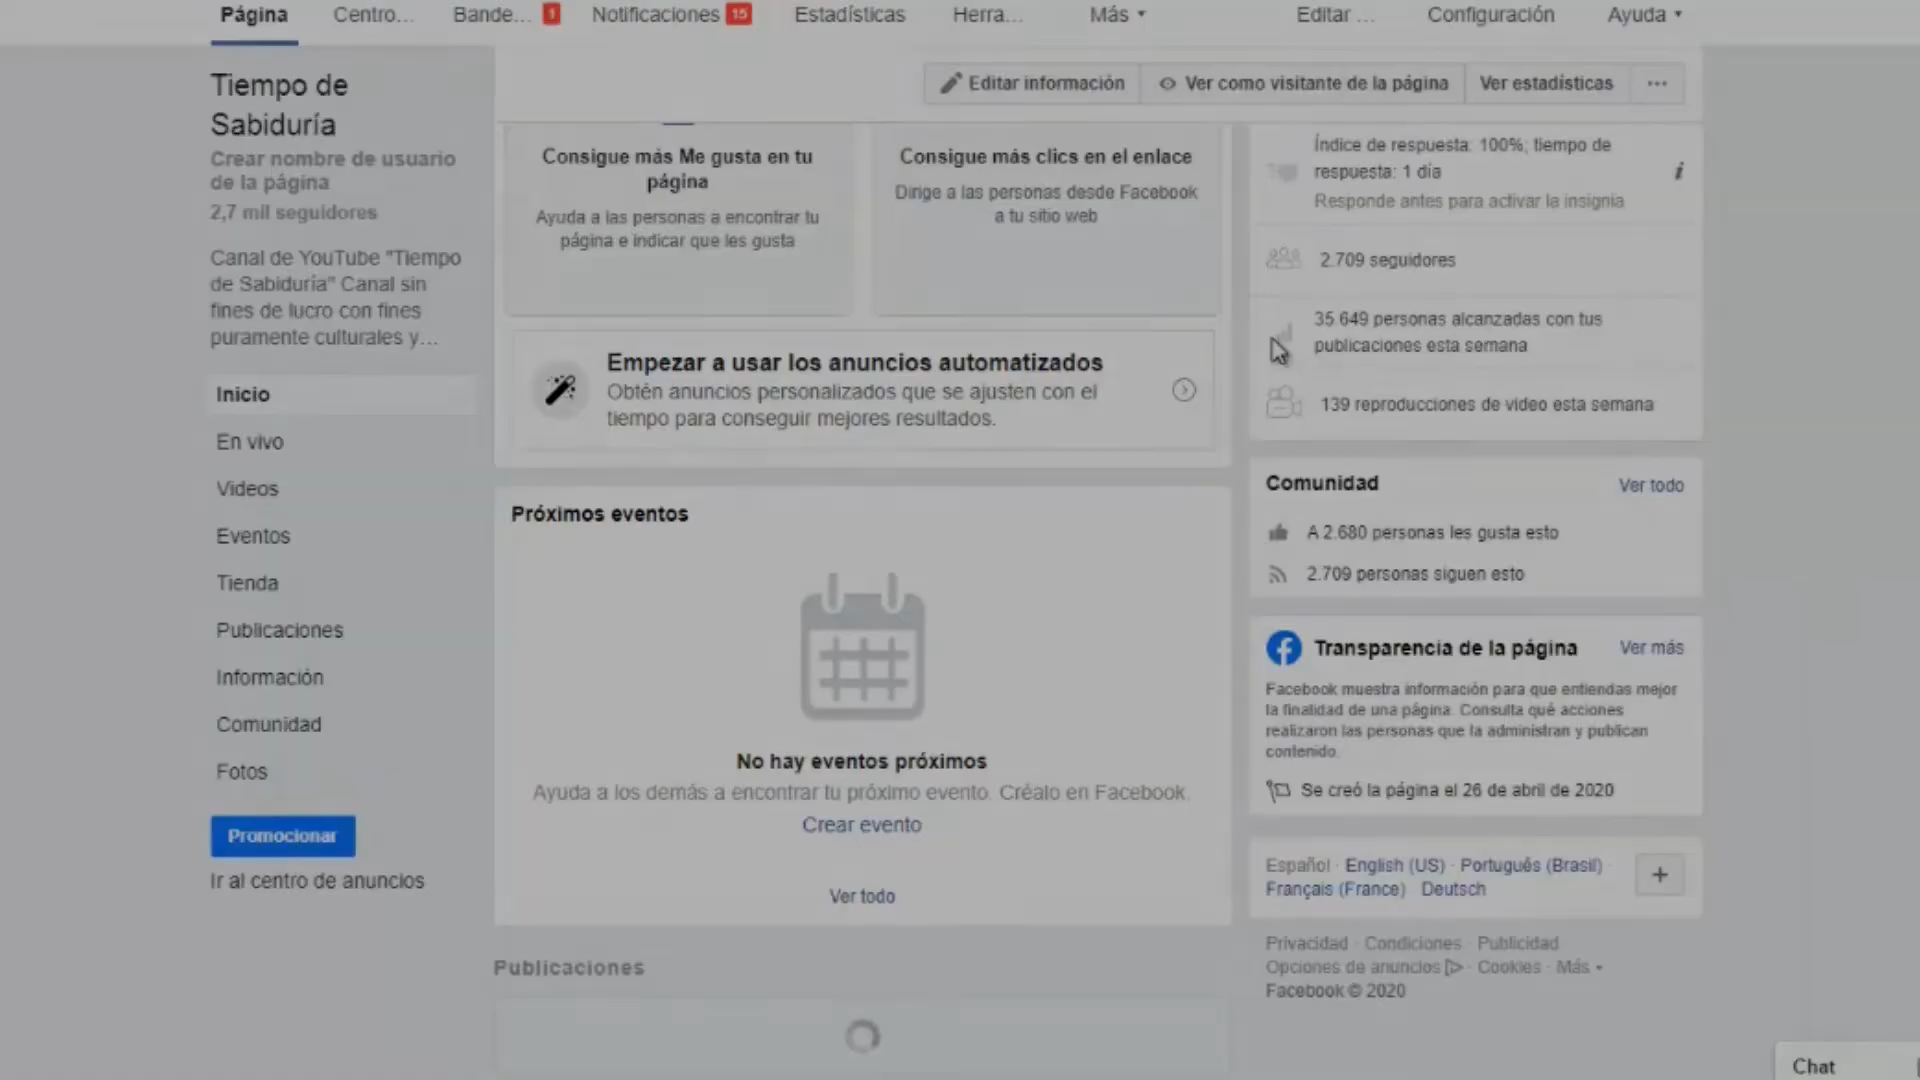 Página
Centro...
Bande... 1
Notificaciones 15
Estadísticas
Herra...
Más
Editar ...
Configuración
Ayuda
Tiempo de
Sabiduría
Crear nombre de usuario
de la página
2,7 mil seguidores
Canal de YouTube "Tiempo
de Sabiduría" Canal sin
fines de lucro con fines
puramente culturales y...
Inicio
En vivo
Videos
Eventos
Tienda
Publicaciones
Información
Comunidad
Fotos
Promocionar
Ir al centro de anuncios
Editar información
Ver como visitante de la página
Ver estadísticas
...
Consigue más Me gusta en tu
página
Ayuda a las personas a encontrar tu
página e indicar que les gusta
Consigue más clics en el enlace
Dirige a las personas desde Facebook
a tu sitio web
Empezar a usar los anuncios automatizados
Obtén anuncios personalizados que se ajusten con el
tiempo para conseguir mejores resultados.
Próximos eventos
No hay eventos próximos
Ayuda a los demás a encontrar tu próximo evento. Créalo en Facebook.
Crear evento
Ver todo
Publicaciones
Índice de respuesta: 100%; tiempo de
respuesta: 1 día
Responde antes para activar la insignia
i
2.709 seguidores
35 649 personas alcanzadas con tus
publicaciones esta semana
139 reproducciones de video esta semana
Comunidad
Ver todo
A 2.680 personas les gusta esto
2.709 personas siguen esto
Transparencia de la página
Ver más
Facebook muestra información para que entiendas mejor
la finalidad de una página. Consulta qué acciones
realizaron las personas que la administran y publican
contenido.
Se creó la página el 26 de abril de 2020
Español · English (US) · Português (Brasil) ·
Français (France) · Deutsch
+
Privacidad · Condiciones · Publicidad
Opciones de anuncios · Cookies · Más
Facebook © 2020
Chat